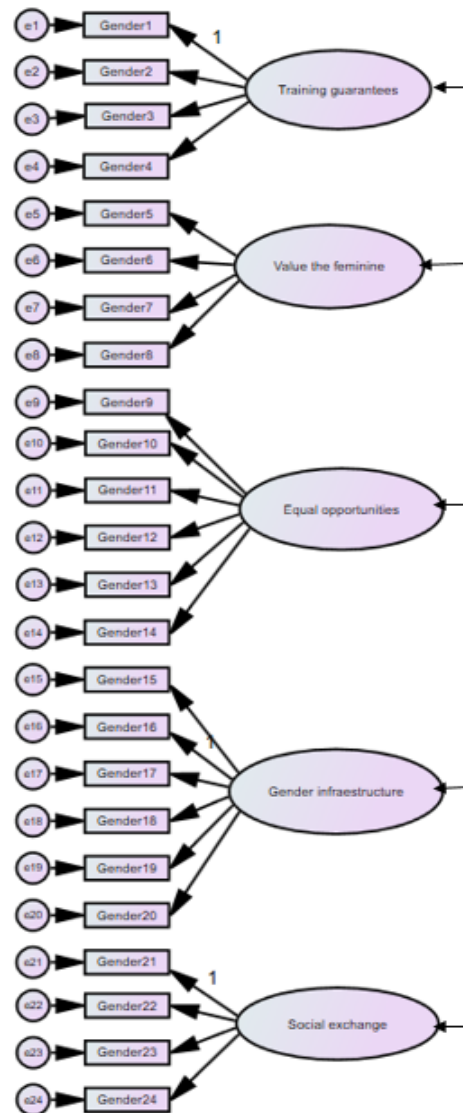 e1 Gender1 1
e2 Gender2
Training guarantees
e3 Gender3
e4 Gender4
e5 Gender5
e6 Gender6 Value the feminine
e7 Gender7
e8 Gender8
e9 Gender9
e10 Gender10
e11 Gender11
Equal opportunities
e12 Gender12
e13 Gender13
e14 Gender14
e15 Gender15
e16 Gender16
1
e17 Gender17
Gender infraestructure
e18 Gender18
e19 Gender19
e20 Gender20
e21 Gender21
1
e22 Gender22
Social exchange
e23 Gender23
e24 Gender24